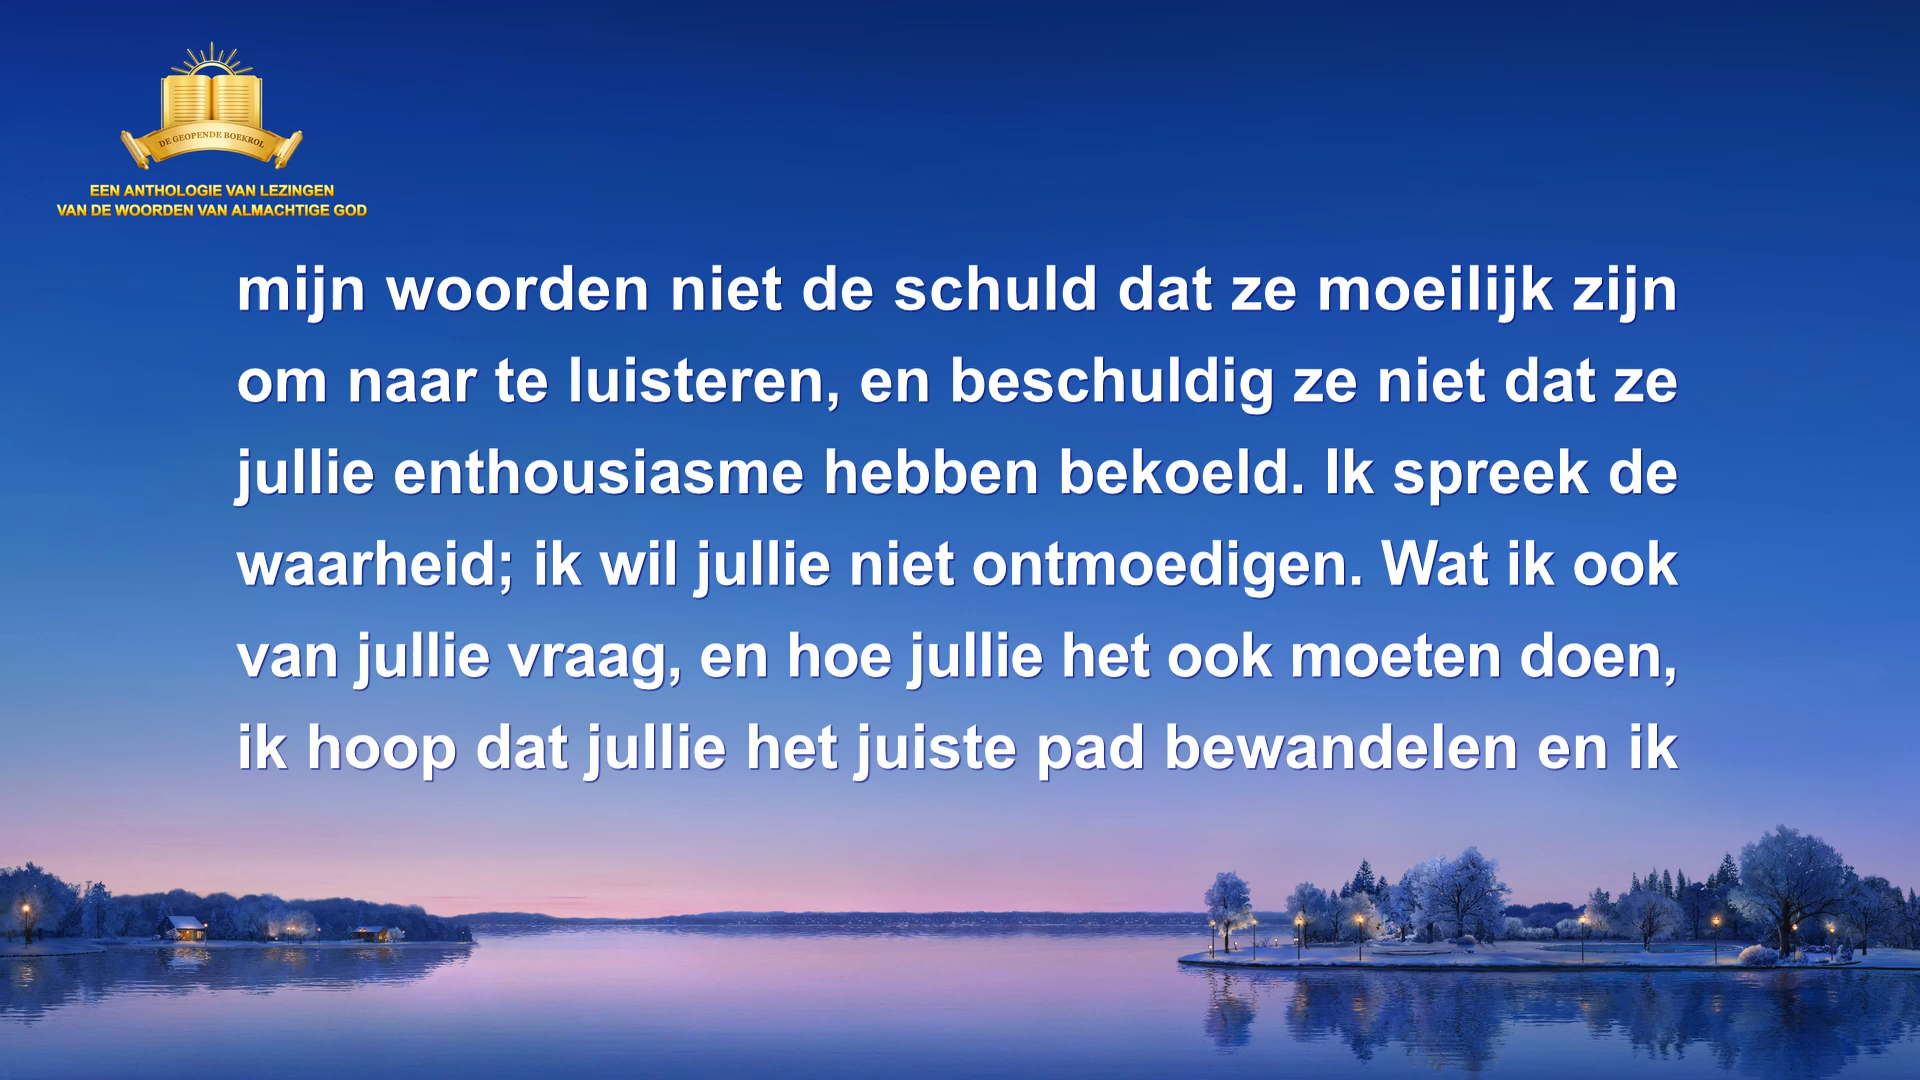 DE GEOPENDE BOEKROL
EEN ANTHOLOGIE VAN LEZINGEN
VAN DE WOORDEN VAN ALMACHTIGE GOD
mijn woorden niet de schuld dat ze moeilijk zijn
om naar te luisteren, en beschuldig ze niet dat ze
jullie enthousiasme hebben bekoeld. Ik spreek de
waarheid; ik wil jullie niet ontmoedigen. Wat ik ook
van jullie vraag, en hoe jullie het ook moeten doen,
ik hoop dat jullie het juiste pad bewandelen en ik